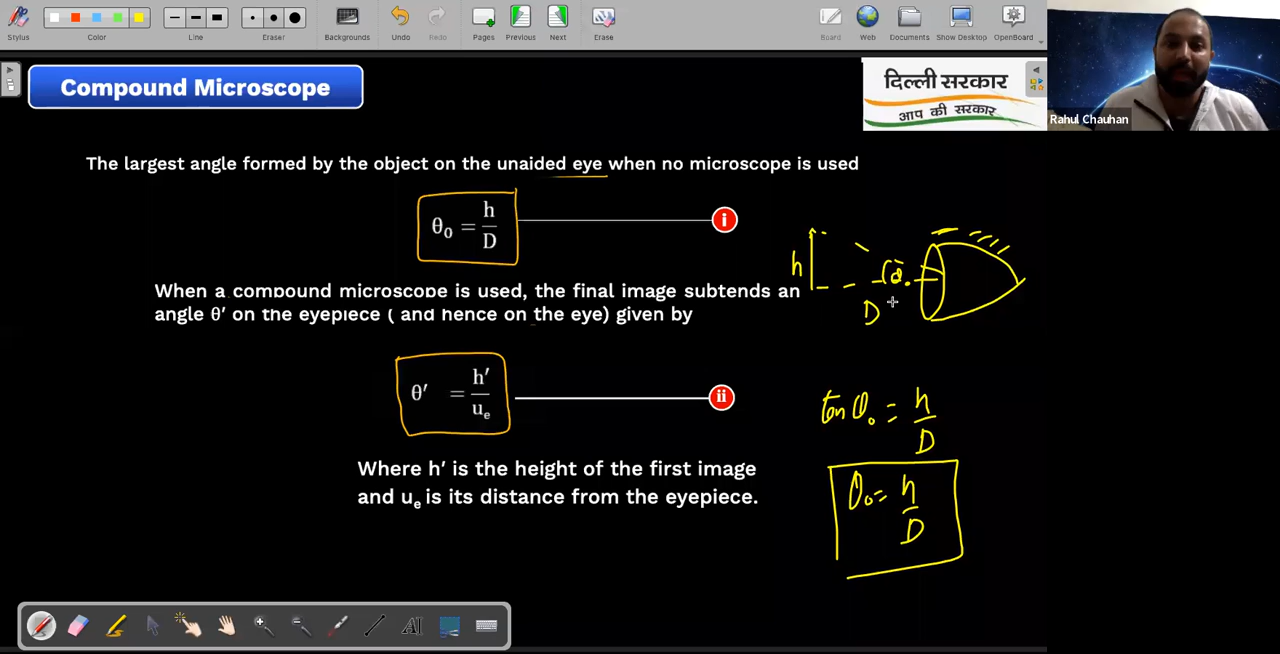 Stylus
Color
Line
Eraser
Backgrounds
Undo
Redo
Pages
Previous
Next
Erase
Board
Web
Documents
Show Desktop
OpenBoard
Compound Microscope
दिल्ली सरकार
आप की सरकार
Rahul Chauhan
The largest angle formed by the object on the unaided eye when no microscope is used
θ₀ = h/D
i
h
θ₀
D
When a compound microscope is used, the final image subtends an
angle θ′ on the eyepiece ( and hence on the eye) given by
θ′ = h′/uₑ
ii
tan θ₀ = h/D
Where h′ is the height of the first image
and uₑ is its distance from the eyepiece.
θ₀ = h/D
AI